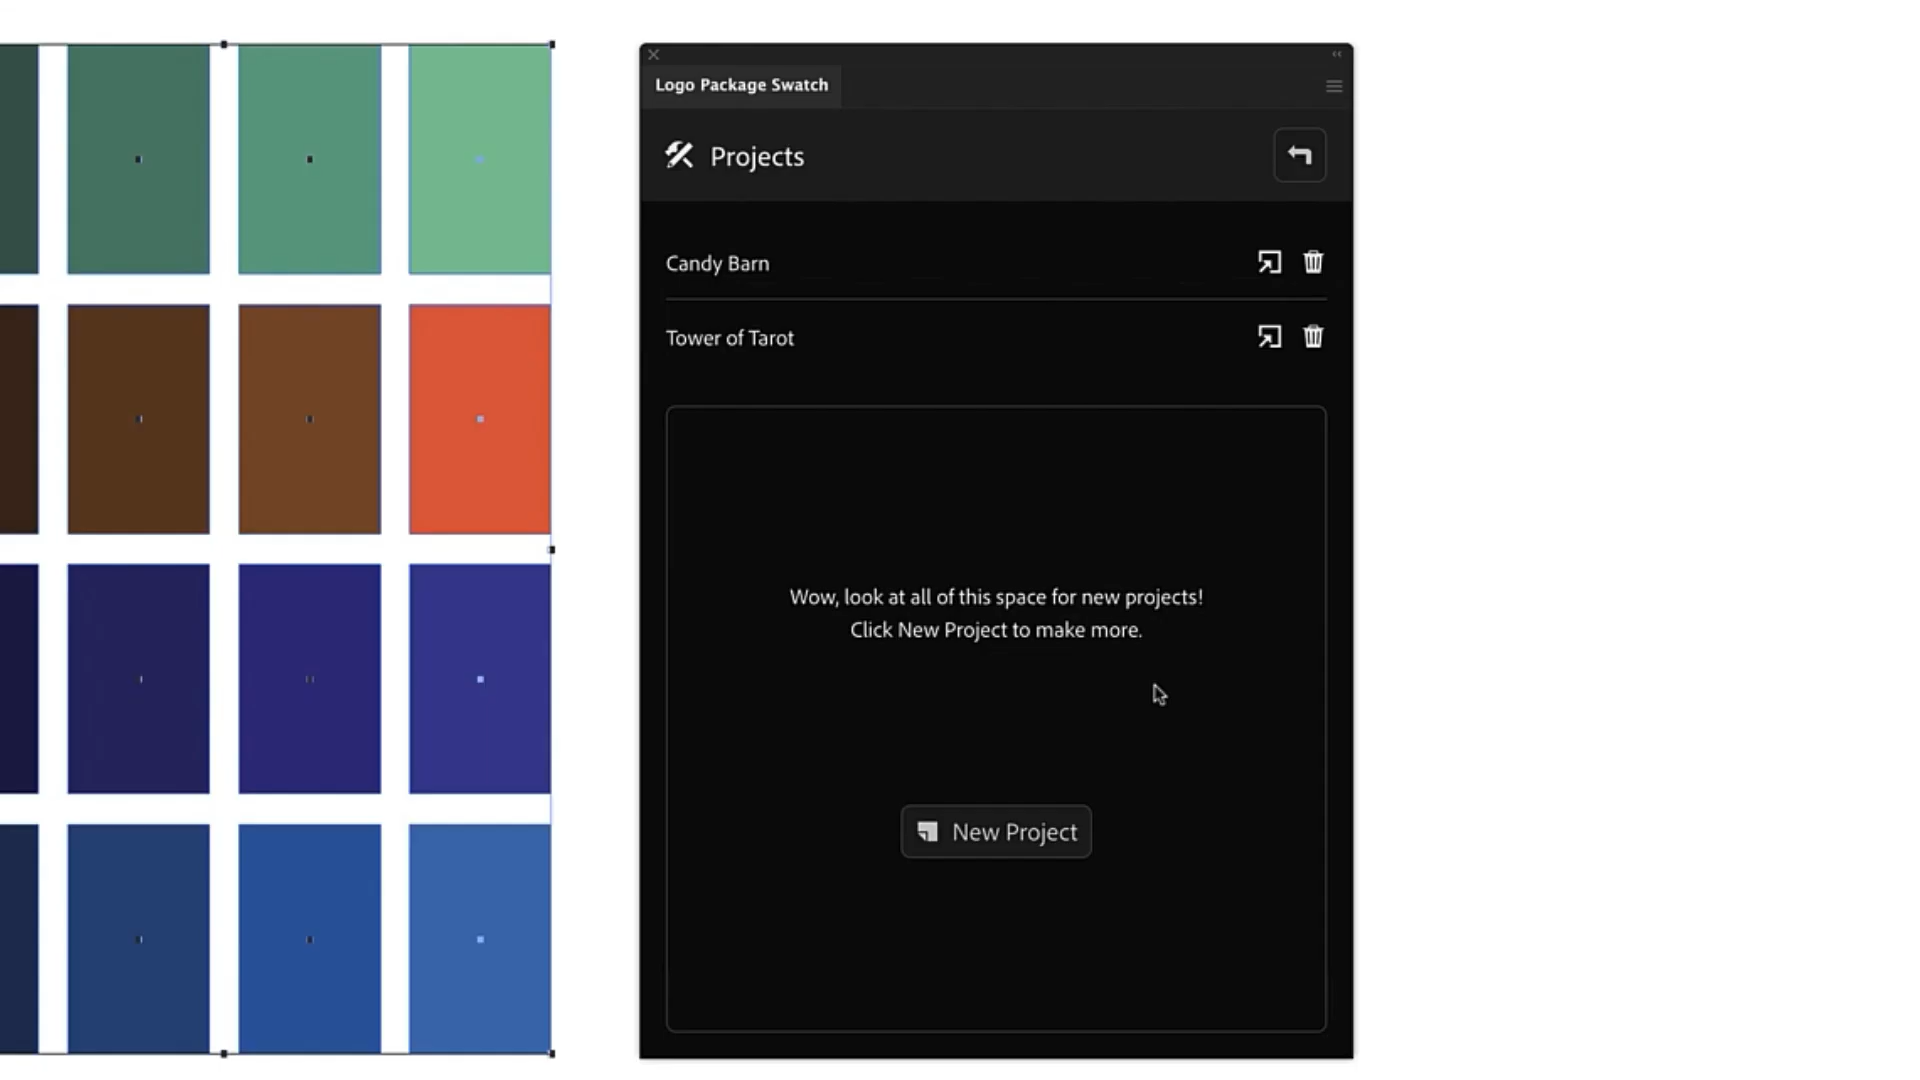 Logo Package Swatch
Projects
Candy Barn
Tower of Tarot
Wow, look at all of this space for new projects!
Click New Project to make more.
New Project